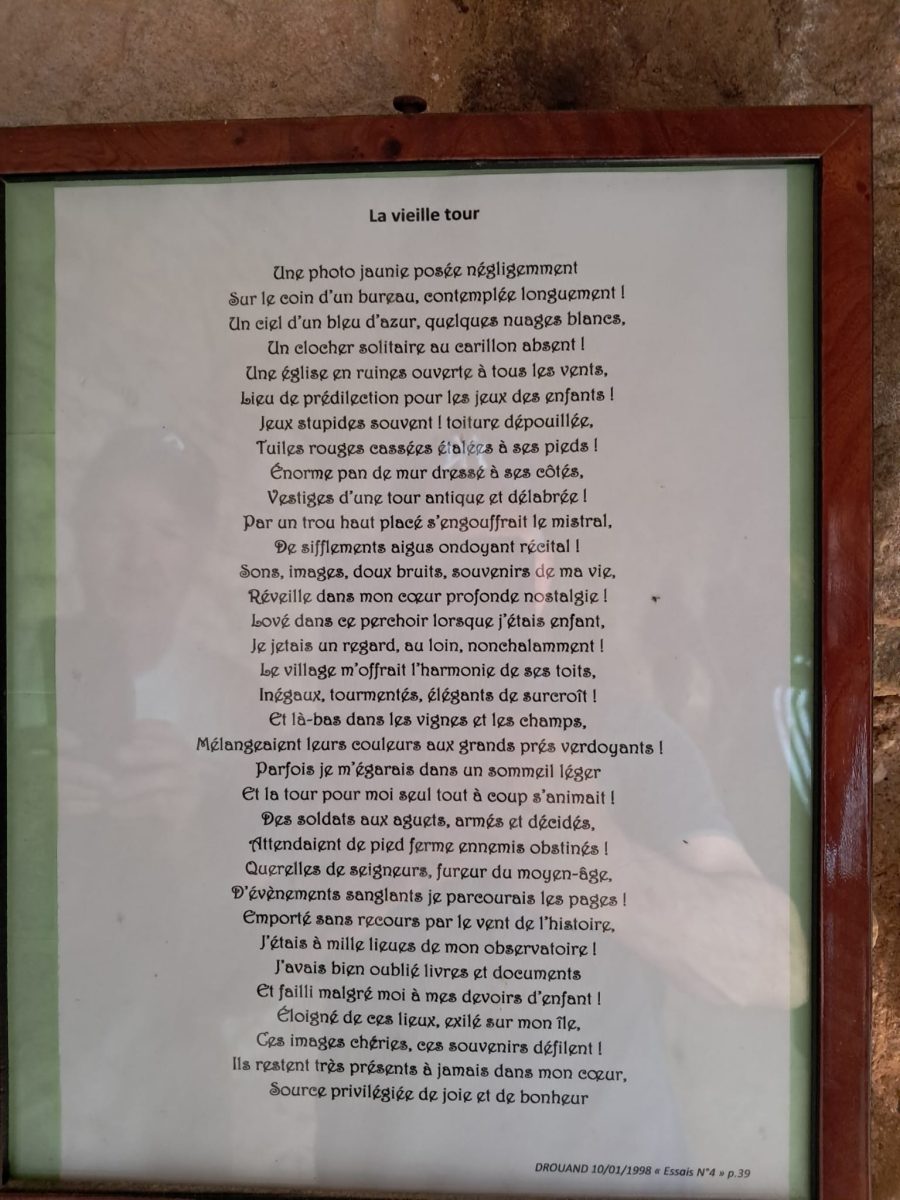 La vieille tour
Une photo jaunie posée négligemment
Sur le coin d'un bureau, contemplée longuement !
Un ciel d'un bleu d'azur, quelques nuages blancs,
Un clocher solitaire au carillon absent !
Une église en ruines ouverte à tous les vents,
Lieu de prédilection pour les jeux des enfants !
Jeux stupides souvent ! toiture dépouillée,
Tuiles rouges cassées étalées à ses pieds !
Énorme pan de mur dressé à ses côtés,
Vestiges d'une tour antique et délabrée !
Par un trou haut placé s'engouffrait le mistral,
De sifflements aigus ondoyant récital !
Sons, images, doux bruits, souvenirs de ma vie,
Réveille dans mon cœur profonde nostalgie !
Lové dans ce perchoir lorsque j'étais enfant,
Je jetais un regard, au loin, nonchalamment !
Le village m'offrait l'harmonie de ses toits,
Inégaux, tourmentés, élégants de surcroît !
Et là-bas dans les vignes et les champs,
Mélangeaient leurs couleurs aux grands prés verdoyants !
Parfois je m'égarais dans un sommeil léger
Et la tour pour moi seul tout à coup s'animait !
Des soldats aux aguets, armés et décidés,
Attendaient de pied ferme ennemis obstinés !
Querelles de seigneurs, fureur du moyen-âge,
D'évènements sanglants je parcourais les pages !
Emporté sans recours par le vent de l'histoire,
J'étais à mille lieues de mon observatoire !
J'avais bien oublié livres et documents
Et failli malgré moi à mes devoirs d'enfant !
Éloigné de ces lieux, exilé sur mon île,
Ces images chéries, ces souvenirs défilent !
Ils restent très présents à jamais dans mon cœur,
Source privilégiée de joie et de bonheur
DROUAND 10/01/1998 « Essais N°4 » p.39